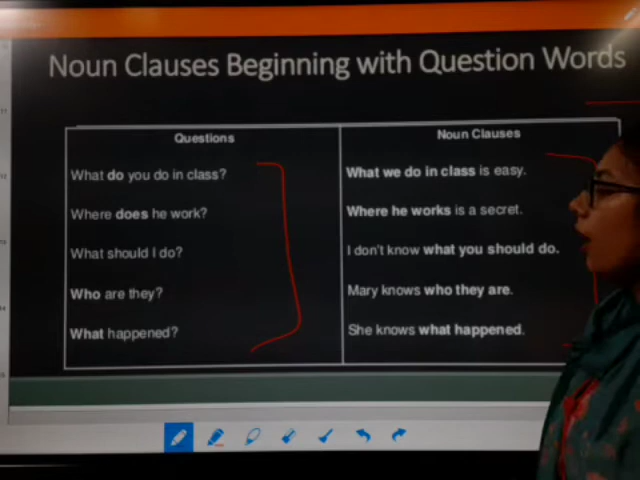 Noun Clauses Beginning with Question Words
Questions
Noun Clauses
What do you do in class?
What we do in class is easy.
Where does he work?
Where he works is a secret.
What should I do?
I don't know what you should do.
Who are they?
Mary knows who they are.
What happened?
She knows what happened.